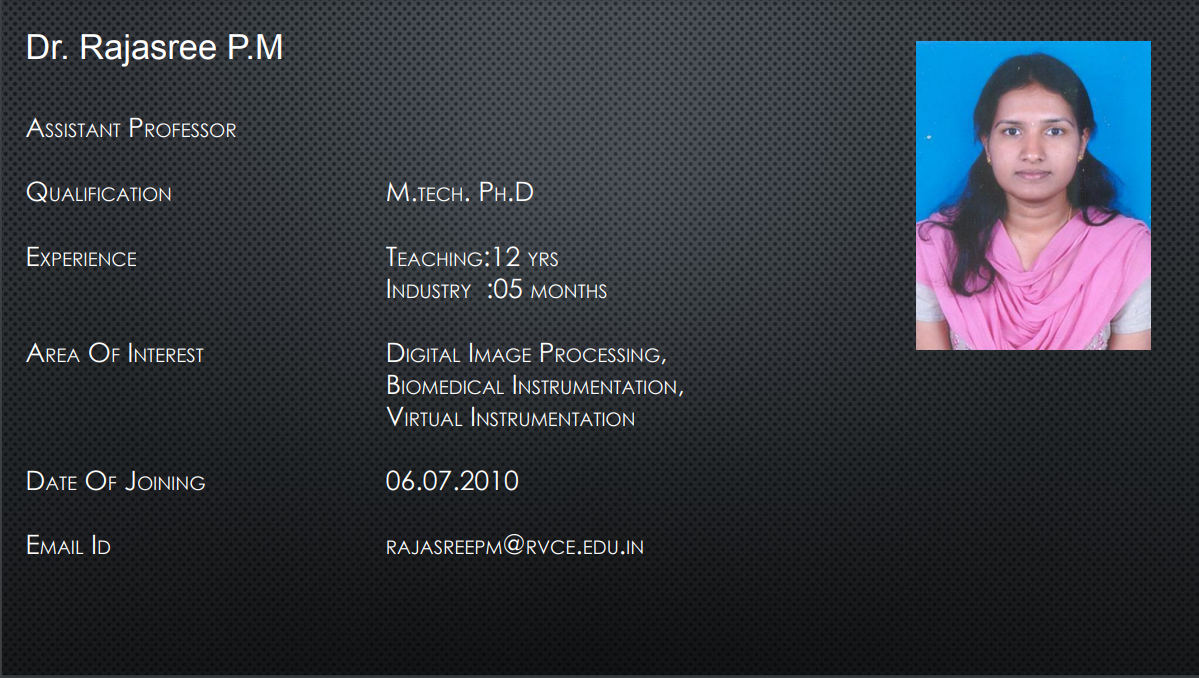 Dr. Rajasree P.M
Assistant Professor
Qualification M.tech. Ph.D
Experience Teaching:12 yrs
Industry :05 months
Area Of Interest Digital Image Processing,
Biomedical Instrumentation,
Virtual Instrumentation
Date Of Joining 06.07.2010
Email Id rajasreepm@rvce.edu.in